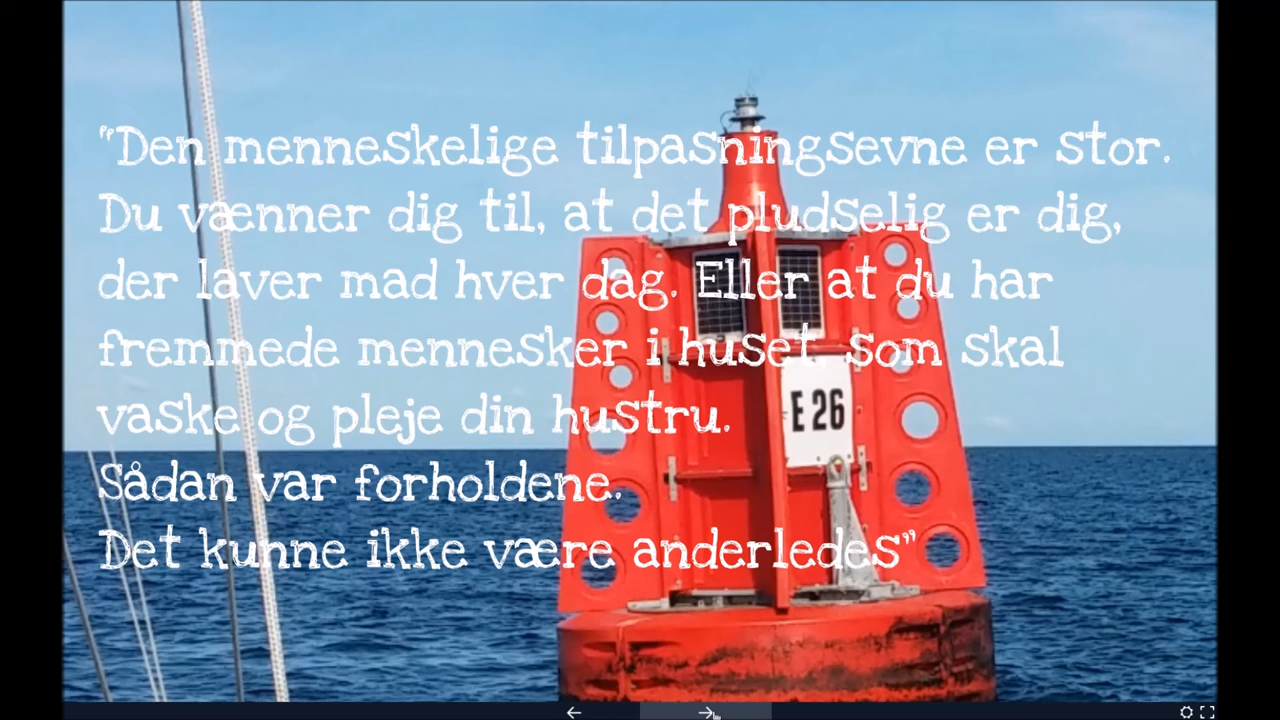 "Den menneskelige tilpasningsevne er stor.
Du vænner dig til, at det pludselig er dig,
der laver mad hver dag. Eller at du har
fremmede mennesker i huset, som skal
vaske og pleje din hustru.
Sådan var forholdene.
Det kunne ikke være anderledes"
E 26